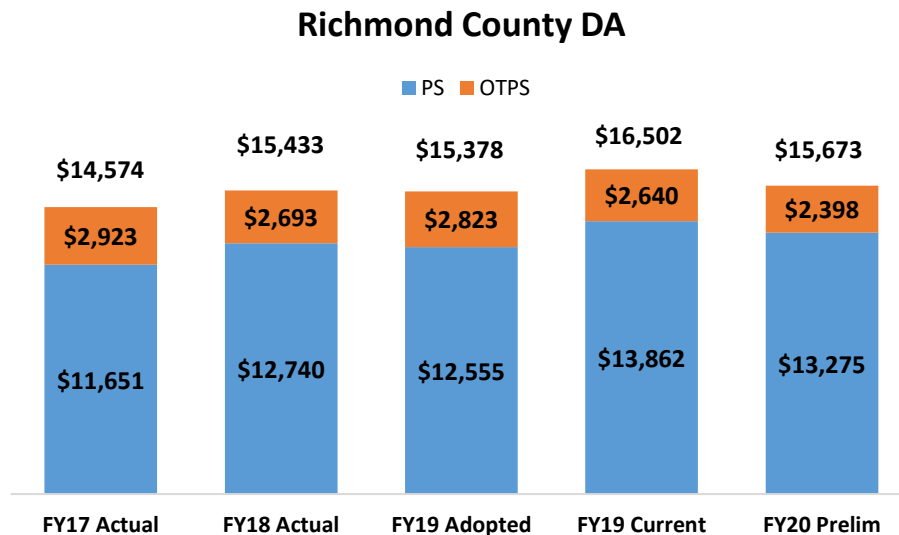 Richmond County DA
PS OTPS
$14,574 $15,433 $15,378 $16,502 $15,673
$2,923 $2,693 $2,823 $2,640 $2,398
$11,651 $12,740 $12,555 $13,862 $13,275
FY17 Actual FY18 Actual FY19 Adopted FY19 Current FY20 Prelim